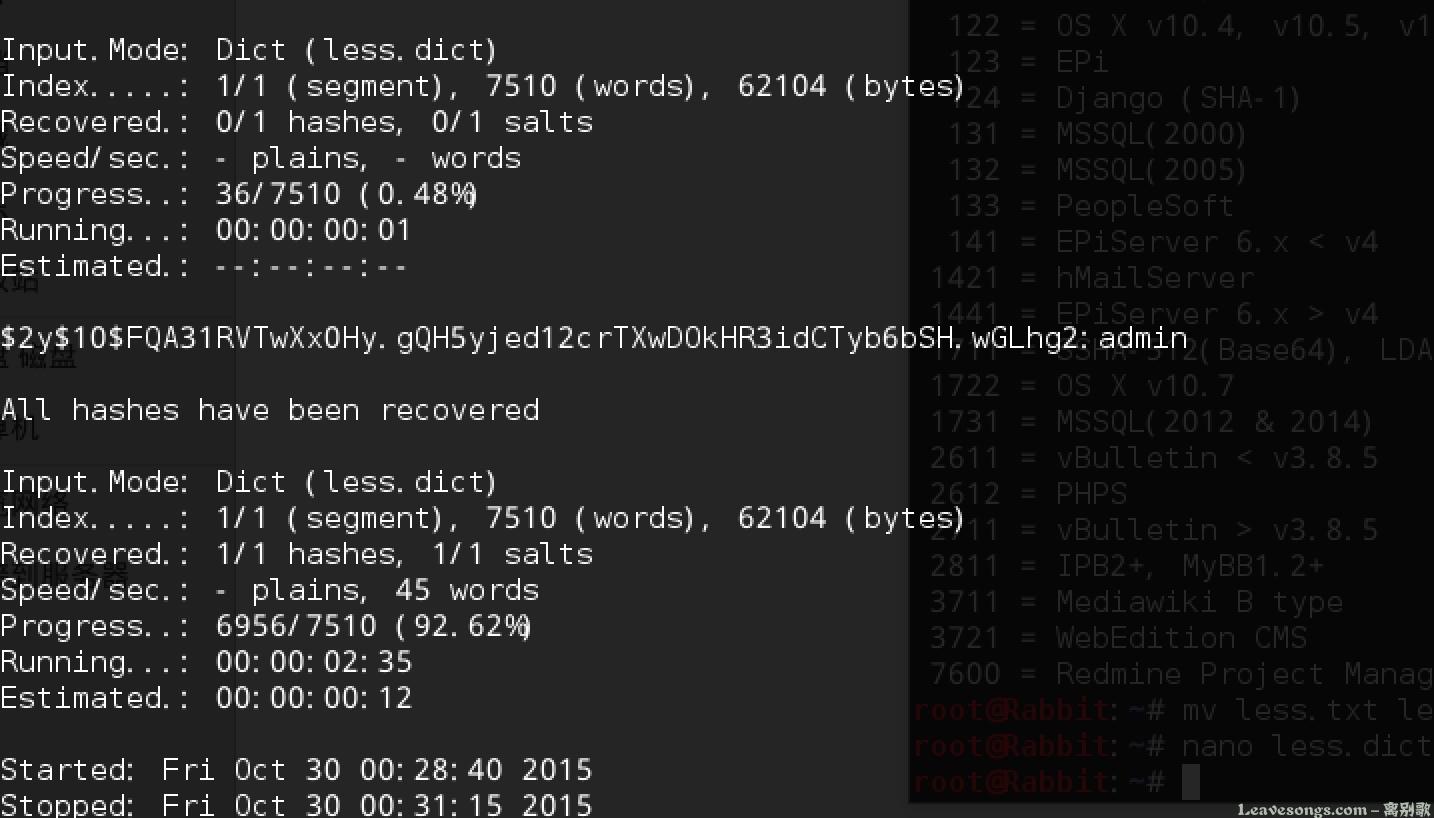 Input.Mode: Dict (less.dict)
Index.....: 1/1 (segment), 7510 (words), 62104 (bytes)
Recovered.: 0/1 hashes, 0/1 salts
Speed/sec.: - plains, - words
Progress..: 36/7510 (0.48%)
Running...: 00:00:00:01
Estimated.: --:--:--:--
$2y$10$FQA31RVTwXxOHy.gQH5yjed12crTXwDOkHR3idCTyb6bSH.wGLhg2:admin
All hashes have been recovered
Input.Mode: Dict (less.dict)
Index.....: 1/1 (segment), 7510 (words), 62104 (bytes)
Recovered.: 1/1 hashes, 1/1 salts
Speed/sec.: - plains, 45 words
Progress..: 6956/7510 (92.62%)
Running...: 00:00:02:35
Estimated.: 00:00:00:12
Started: Fri Oct 30 00:28:40 2015
Stopped: Fri Oct 30 00:31:15 2015
122 = OS X v10.4, v10.5, v1
123 = EPi
124 = Django (SHA-1)
131 = MSSQL(2000)
132 = MSSQL(2005)
133 = PeopleSoft
141 = EPiServer 6.x < v4
1421 = hMailServer
1441 = EPiServer 6.x > v4
1711 = SSHA-512(Base64), LDA
1722 = OS X v10.7
1731 = MSSQL(2012 & 2014)
2611 = vBulletin < v3.8.5
2612 = PHPS
2711 = vBulletin > v3.8.5
2811 = IPB2+, MyBB1.2+
3711 = Mediawiki B type
3721 = WebEdition CMS
7600 = Redmine Project Manag
root@Rabbit:~# mv less.txt le
root@Rabbit:~# nano less.dict
root@Rabbit:~#
磁盘
网络
到服务器
Leavesongs.com – 离别歌